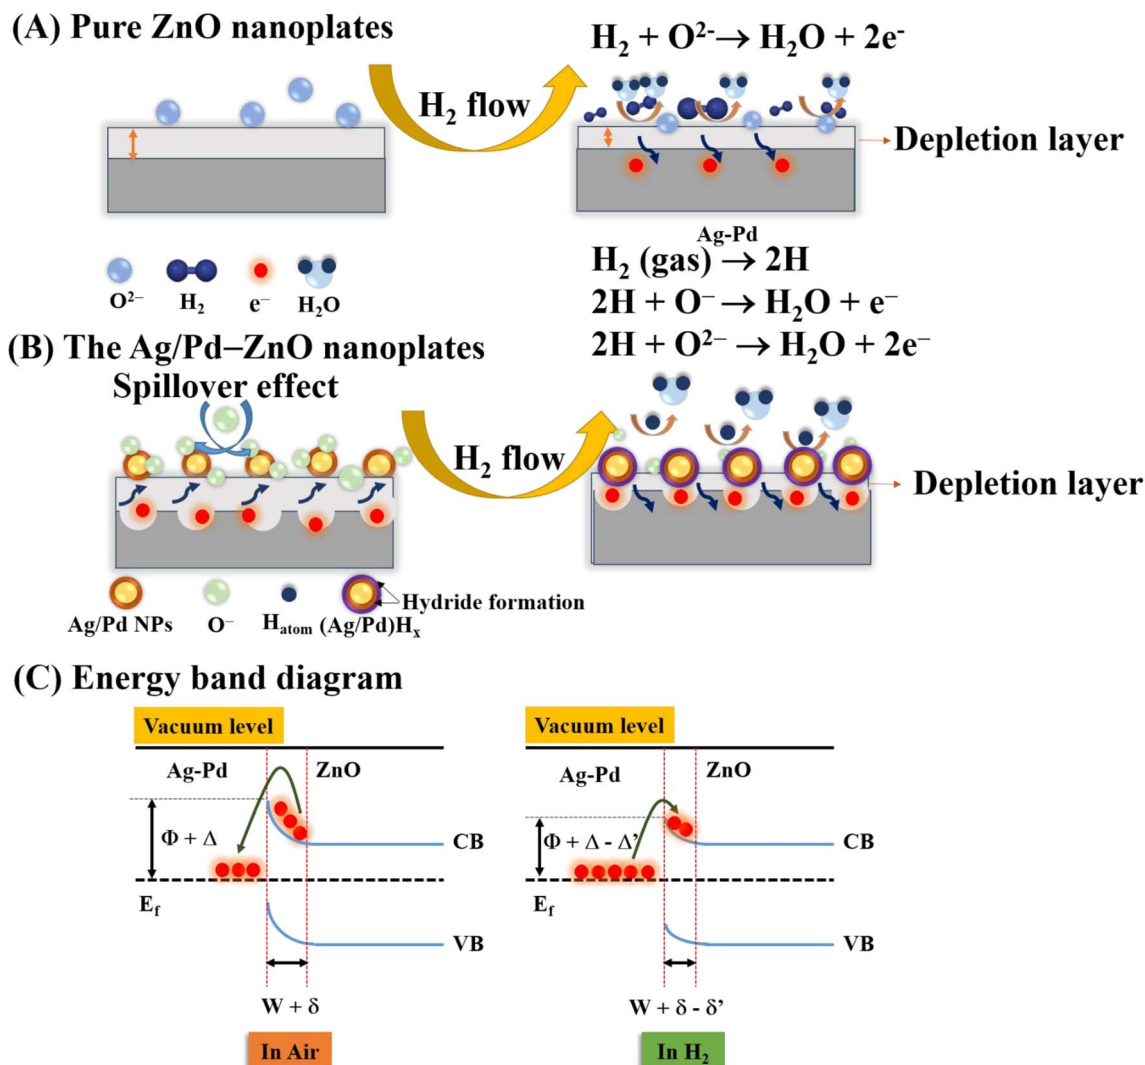 (A) Pure ZnO nanoplates
H₂ + O²⁻→ H₂O + 2e⁻
H₂ flow
Depletion layer
O²⁻
H₂
e⁻
H₂O
Ag-Pd
H₂ (gas) → 2H
2H + O⁻ → H₂O + e⁻
2H + O²⁻ → H₂O + 2e⁻
(B) The Ag/Pd–ZnO nanoplates
Spillover effect
H₂ flow
Depletion layer
Hydride formation
Ag/Pd NPs
O⁻
Hₐₜₒₘ
(Ag/Pd)Hₓ
(C) Energy band diagram
Vacuum level
Ag-Pd
ZnO
Φ + Δ
CB
E_f
VB
W + δ
In Air
Vacuum level
Ag-Pd
ZnO
Φ + Δ - Δ’
CB
E_f
VB
W + δ - δ’
In H₂